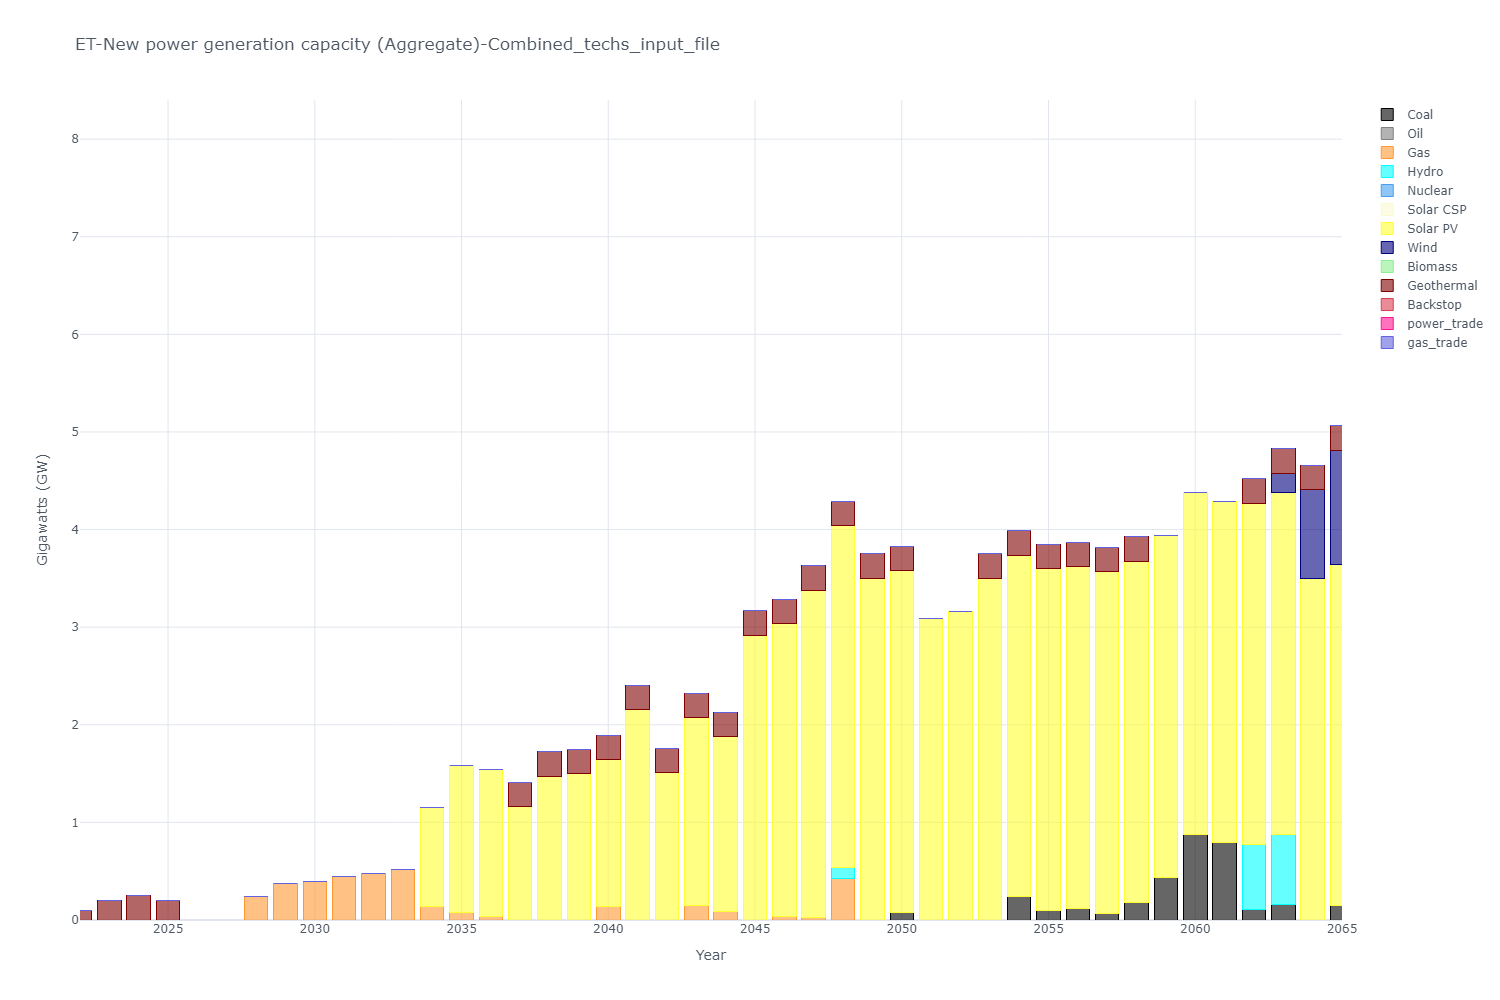 ET-New power generation capacity (Aggregate)-Combined_techs_input_file
8
7
6
5
4
3
2
1
0
Gigawatts (GW)
2025 2030 2035 2040 2045 2050 2055 2060 2065
Year
Coal
Oil
Gas
Hydro
Nuclear
Solar CSP
Solar PV
Wind
Biomass
Geothermal
Backstop
power_trade
gas_trade